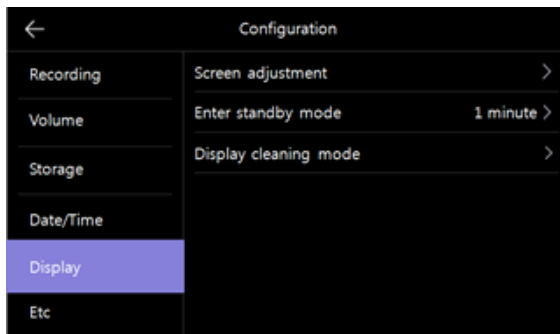 Configuration
Recording
Volume
Storage
Date/Time
Display
Etc
Screen adjustment
Enter standby mode 1 minute
Display cleaning mode